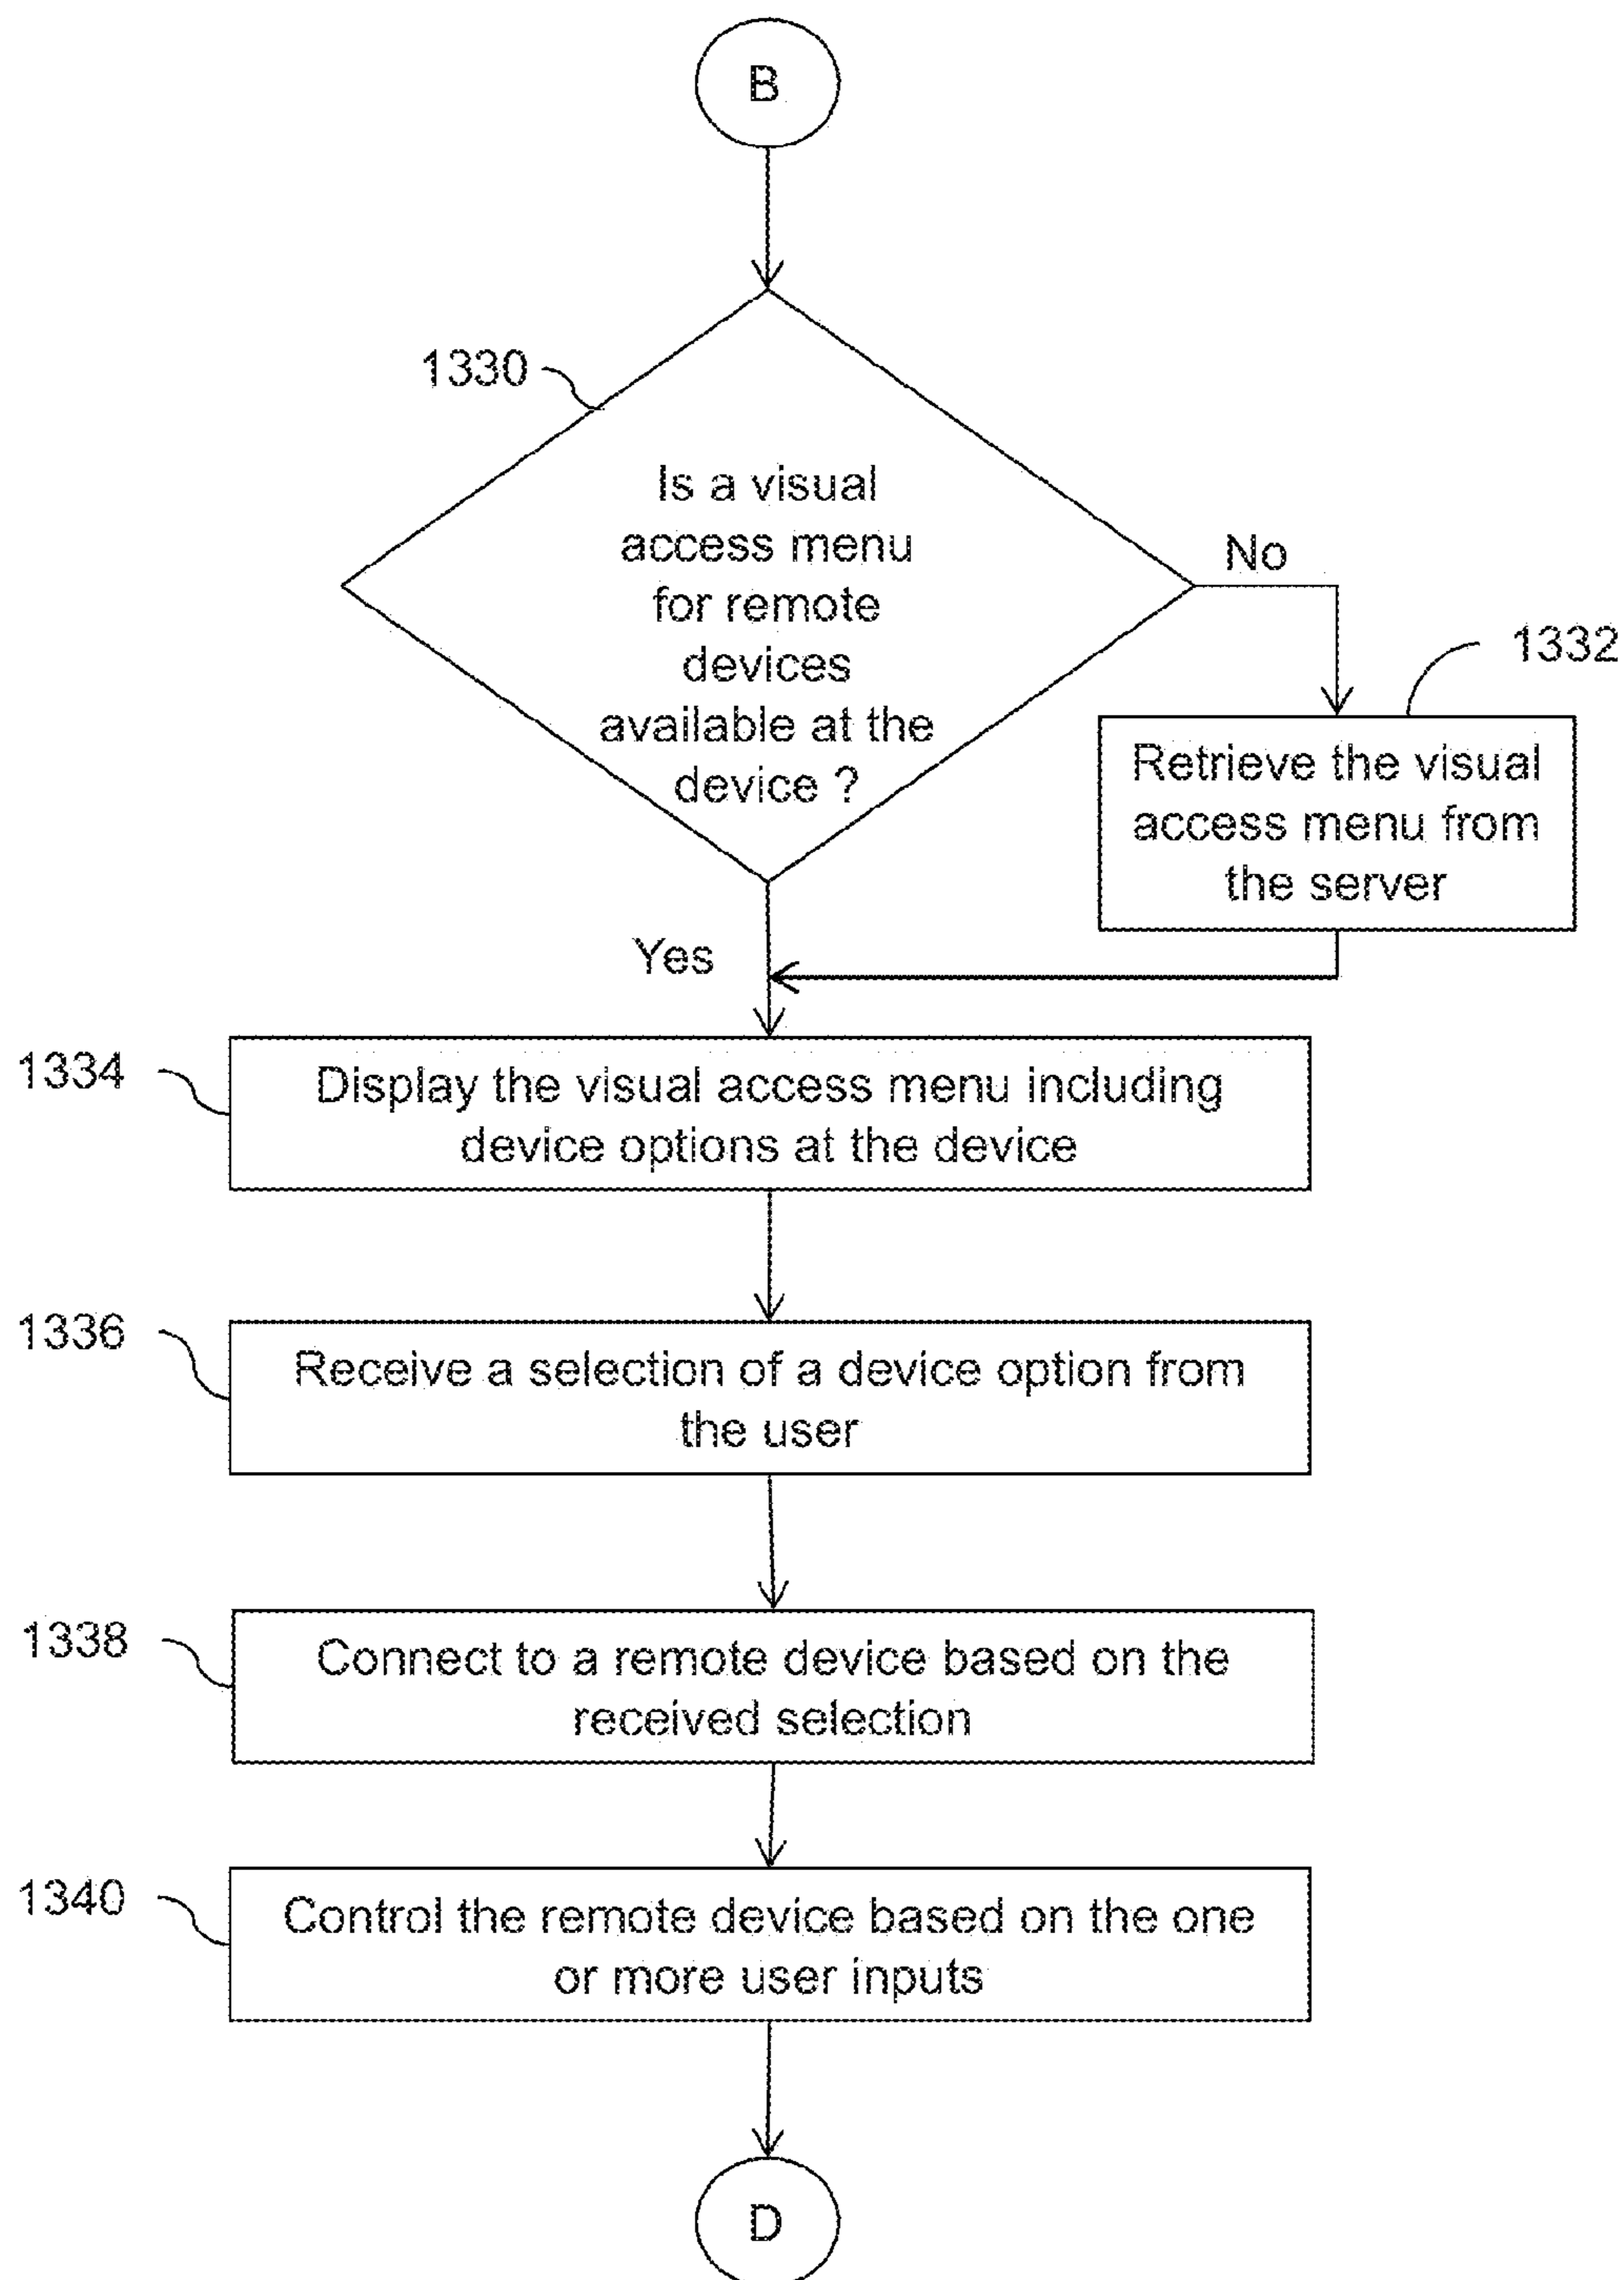 B
1330
Is a visual
access menu
for remote
devices
available at the
device ?
No
1332
Retrieve the visual
access menu from
the server
Yes
1334
Display the visual access menu including
device options at the device
1336
Receive a selection of a device option from
the user
1338
Connect to a remote device based on the
received selection
1340
Control the remote device based on the one
or more user inputs
D